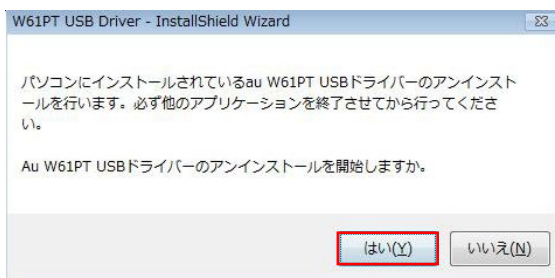 W61PT USB Driver - InstallShield Wizard
パソコンにインストールされているau W61PT USBドライバーのアンインスト
ールを行います。必ず他のアプリケーションを終了させてから行ってくださ
い。
Au W61PT USBドライバーのアンインストールを開始しますか。
はい(Y)
いいえ(N)